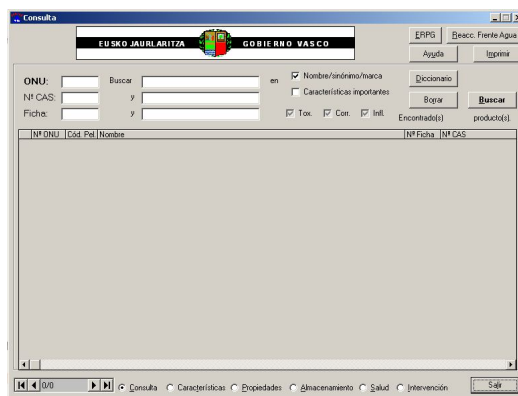 Consulta
EUSKO JAURLARITZA GOBIERNO VASCO
ERPG Reacc. Frente Agua
Ayuda Imprimir
ONU: Buscar en Nombre/sinónimo/marca Diccionario
Nº CAS: y Características importantes Borrar Buscar
Ficha: y Tox. Corr. Infl. Encontrado(s) producto(s)
Nº ONU Cód. Pel. Nombre Nº Ficha Nº CAS
0/0 Consulta Características Propiedades Almacenamiento Salud Intervención Salir